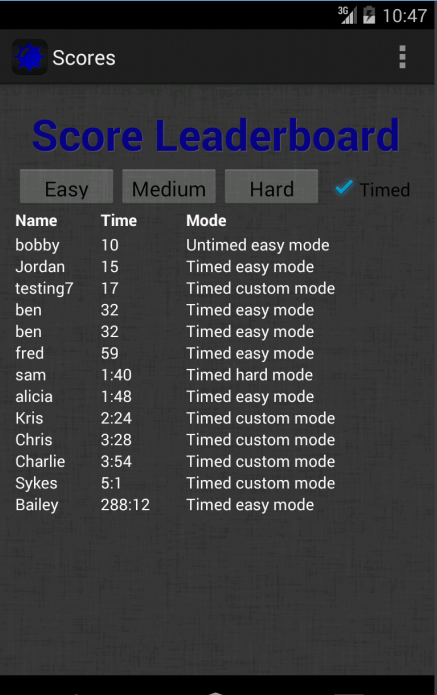 3G 10:47
Scores
Score Leaderboard
Easy Medium Hard Timed
Name Time Mode
bobby 10 Untimed easy mode
Jordan 15 Timed easy mode
testing7 17 Timed custom mode
ben 32 Timed easy mode
ben 32 Timed easy mode
fred 59 Timed easy mode
sam 1:40 Timed hard mode
alicia 1:48 Timed easy mode
Kris 2:24 Timed custom mode
Chris 3:28 Timed custom mode
Charlie 3:54 Timed custom mode
Sykes 5:1 Timed custom mode
Bailey 288:12 Timed easy mode